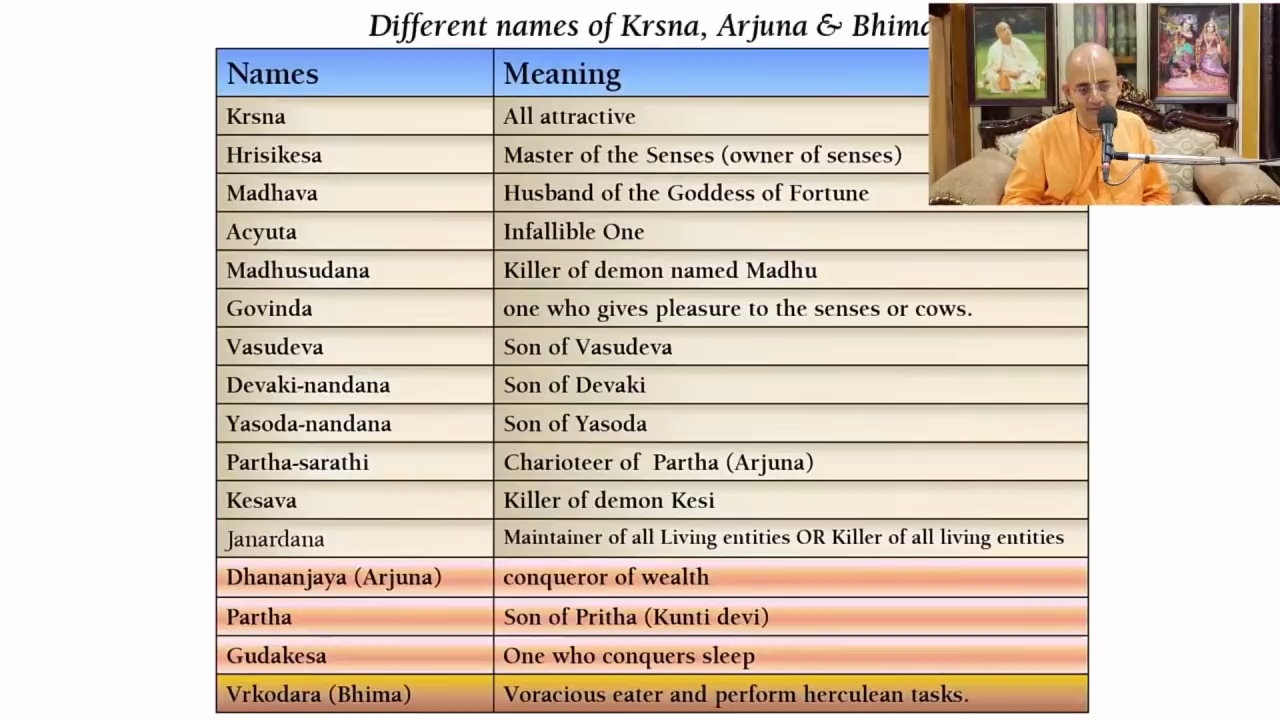 Different names of Krsna, Arjuna & Bhima
Names Meaning
Krsna All attractive
Hrisikesa Master of the Senses (owner of senses)
Madhava Husband of the Goddess of Fortune
Acyuta Infallible One
Madhusudana Killer of demon named Madhu
Govinda one who gives pleasure to the senses or cows.
Vasudeva Son of Vasudeva
Devaki-nandana Son of Devaki
Yasoda-nandana Son of Yasoda
Partha-sarathi Charioteer of Partha (Arjuna)
Kesava Killer of demon Kesi
Janardana Maintainer of all Living entities OR Killer of all living entities
Dhananjaya (Arjuna) conqueror of wealth
Partha Son of Pritha (Kunti devi)
Gudakesa One who conquers sleep
Vrkodara (Bhima) Voracious eater and perform herculean tasks.